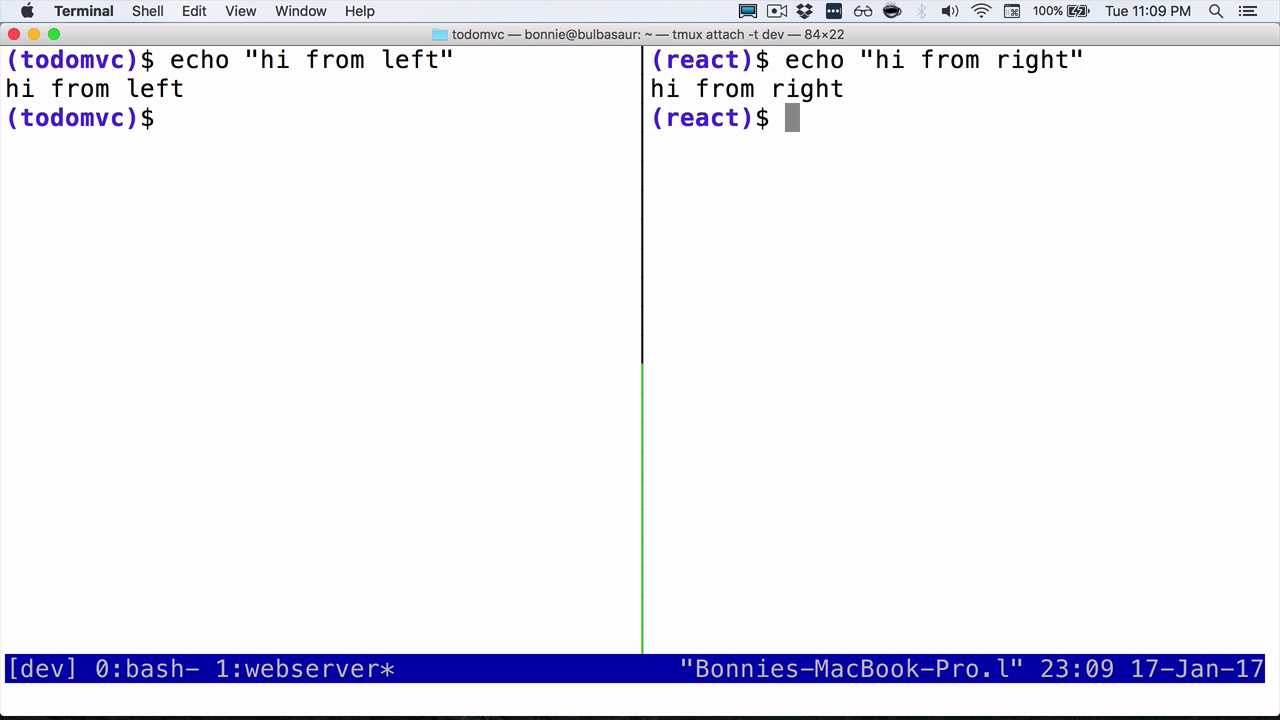 Terminal Shell Edit View Window Help 100% Tue 11:09 PM
todomvc — bonnie@bulbasaur: ~ — tmux attach -t dev — 84×22
(todomvc)$ echo "hi from left"
hi from left
(todomvc)$
(react)$ echo "hi from right"
hi from right
(react)$
[dev] 0:bash- 1:webserver* "Bonnies-MacBook-Pro.l" 23:09 17-Jan-17